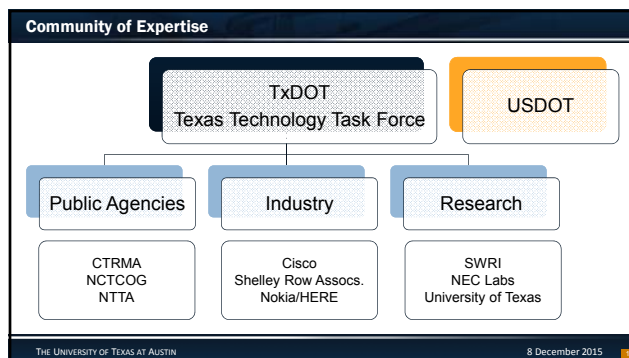 Community of Expertise
TxDOT
Texas Technology Task Force
USDOT
Public Agencies
Industry
Research
CTRMA
NCTCOG
NTTA
Cisco
Shelley Row Assocs.
Nokia/HERE
SWRI
NEC Labs
University of Texas
THE UNIVERSITY OF TEXAS AT AUSTIN
8 December 2015